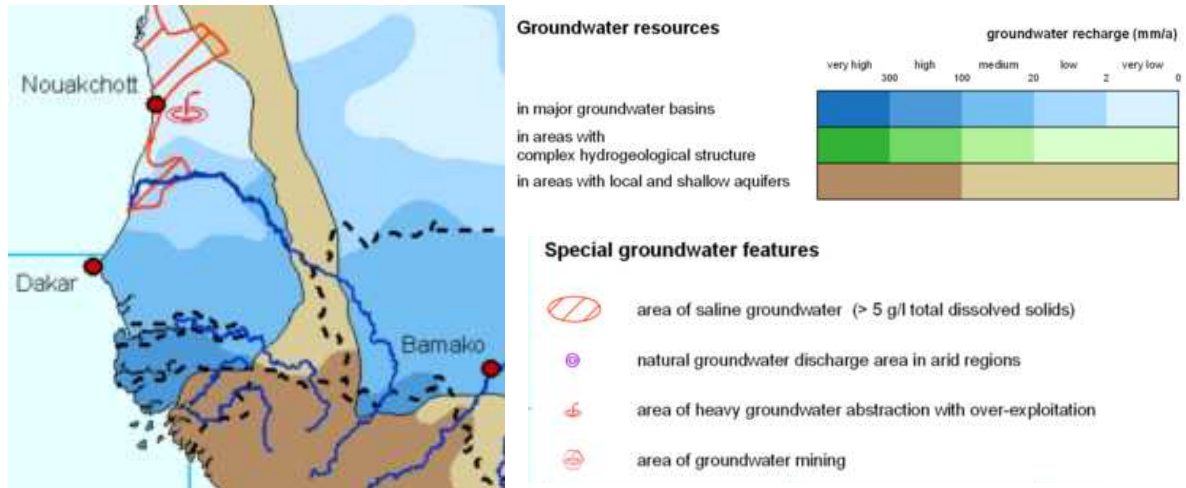 Nouakchott
Dakar
Bamako
Groundwater resources
groundwater recharge (mm/a)
very high high medium low very low
300 100 20 2 0
in major groundwater basins
in areas with
complex hydrogeological structure
in areas with local and shallow aquifers
Special groundwater features
area of saline groundwater (> 5 g/l total dissolved solids)
natural groundwater discharge area in arid regions
area of heavy groundwater abstraction with over-exploitation
area of groundwater mining